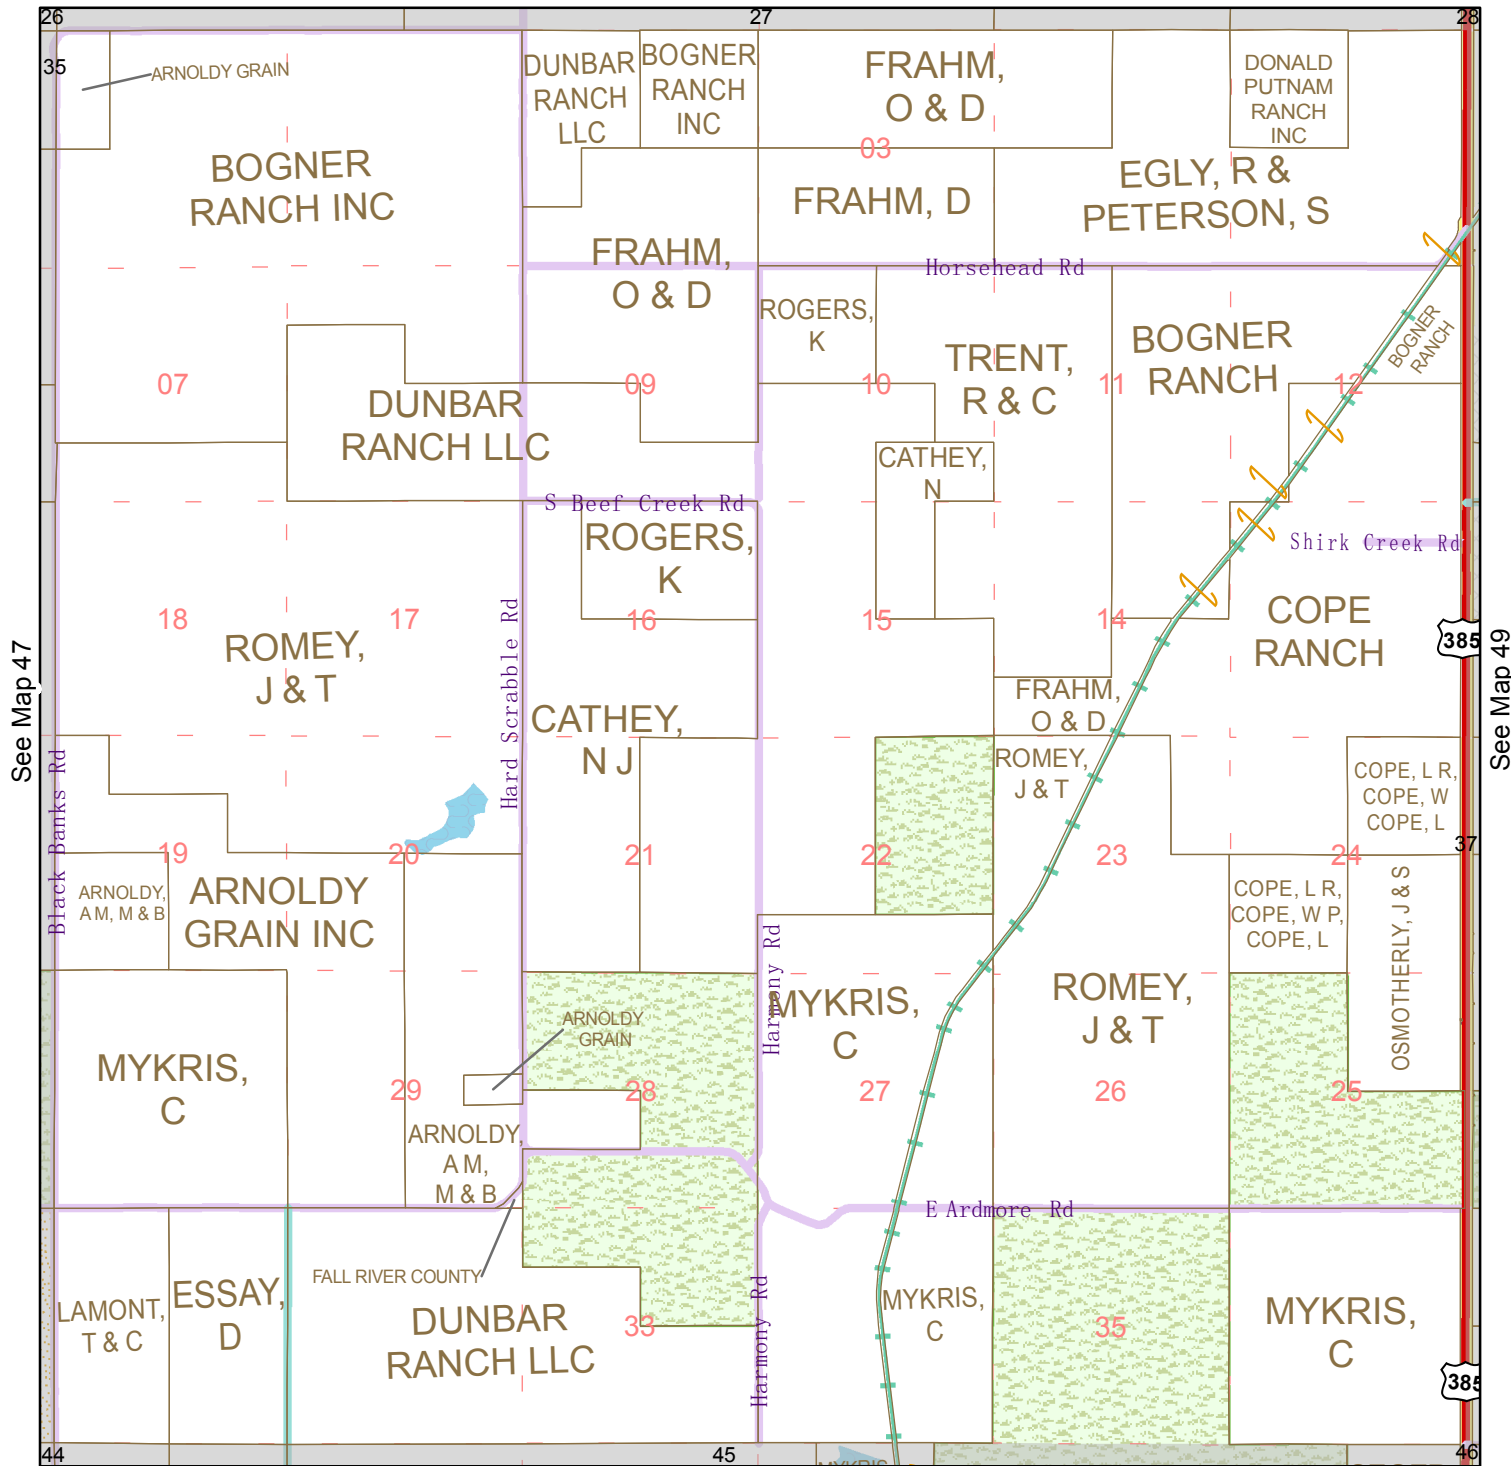 26
27
28
35
ARNOLDY GRAIN
DUNBAR
RANCH
LLC
BOGNER
RANCH
INC
FRAHM,
O & D
DONALD
PUTNAM
RANCH
INC
03
BOGNER
RANCH INC
FRAHM, D
EGLY, R &
PETERSON, S
FRAHM,
O & D
Horsehead Rd
ROGERS,
K
TRENT,
R & C
BOGNER
RANCH
BOGNER
RANCH
07
09
10
11
12
DUNBAR
RANCH LLC
CATHEY,
N
S Beef Creek Rd
ROGERS,
K
Shirk Creek Rd
18
17
16
15
14
COPE
RANCH
ROMEY,
J & T
Hard Scrabble Rd
385
See Map 47
See Map 49
FRAHM,
O & D
CATHEY,
N J
ROMEY,
J & T
COPE, L R,
COPE, W
COPE, L
Black Banks Rd
37
19
20
21
22
23
24
ARNOLDY,
A M, M & B
ARNOLDY
GRAIN INC
COPE, L R,
COPE, W P,
COPE, L
OSMOTHERLY, J & S
Harmony Rd
MYKRIS,
C
ROMEY,
J & T
ARNOLDY
GRAIN
MYKRIS,
C
29
28
27
26
25
ARNOLDY,
A M,
M & B
E Ardmore Rd
FALL RIVER COUNTY
LAMONT,
T & C
ESSAY,
D
DUNBAR
RANCH LLC
33
Harmony Rd
MYKRIS,
C
35
MYKRIS,
C
385
44
45
46